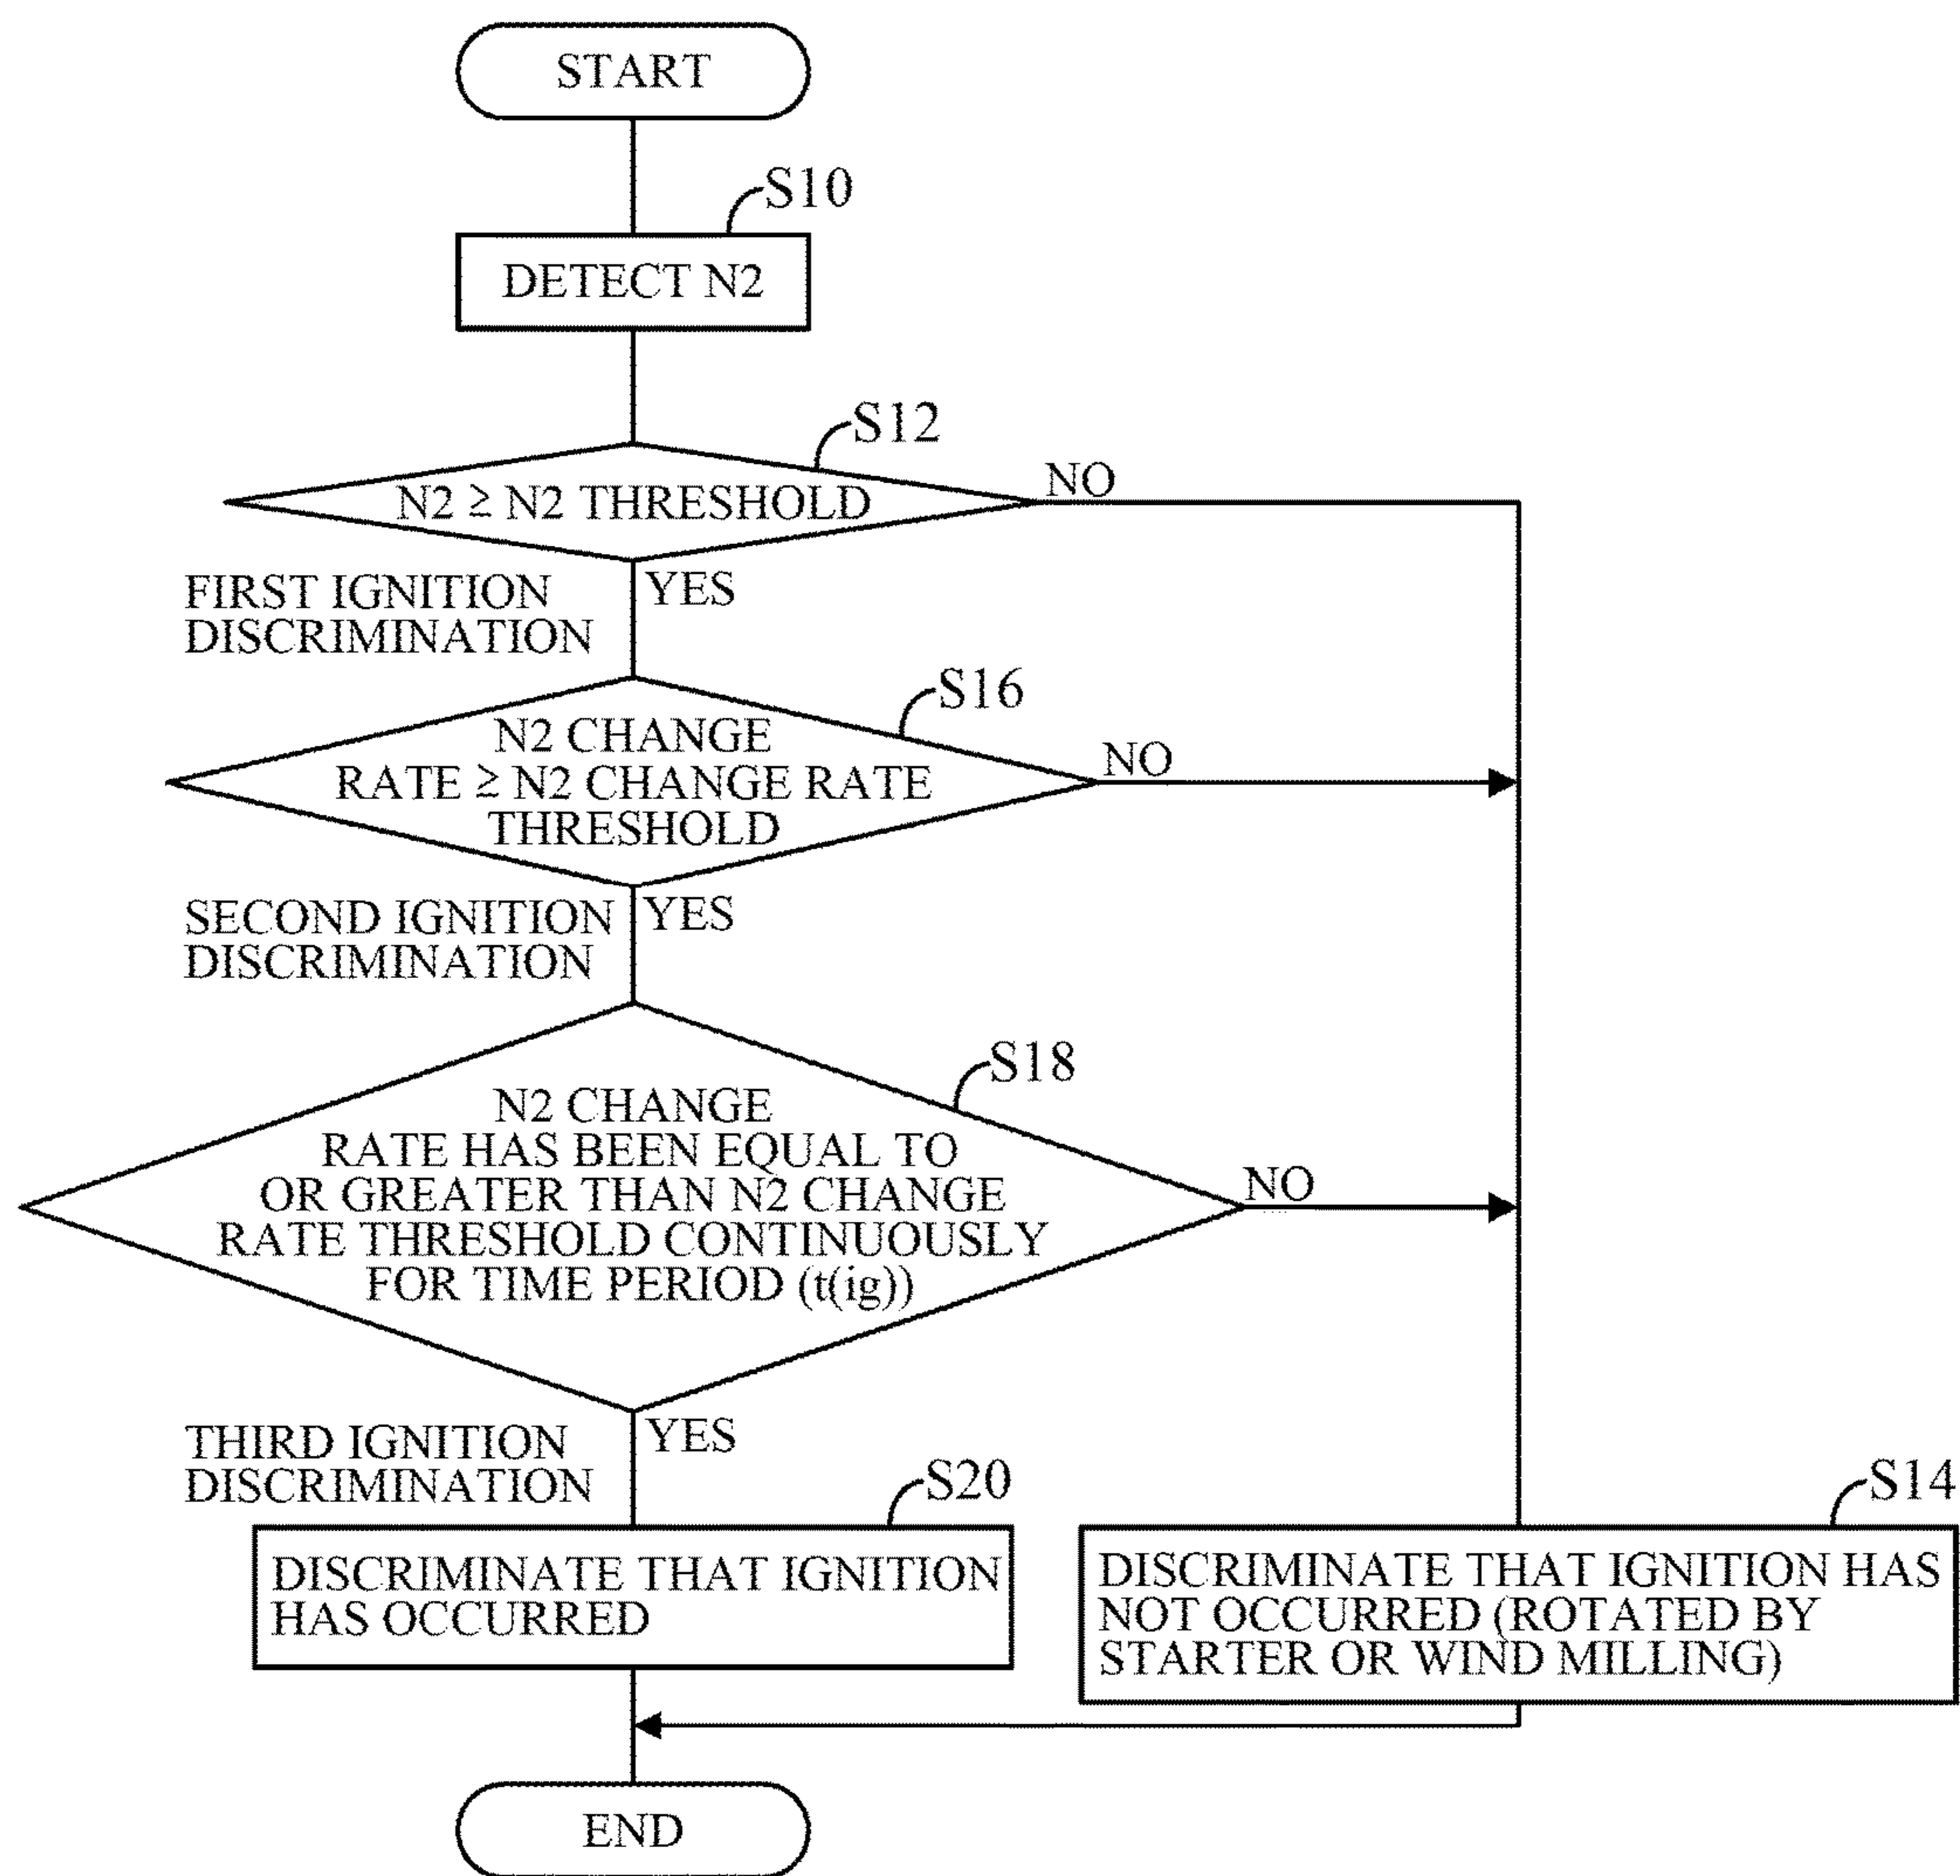 START
S10
DETECT N2
S12
N2 ≧ N2 THRESHOLD
NO
FIRST IGNITION
DISCRIMINATION
YES
S16
N2 CHANGE
RATE ≧ N2 CHANGE RATE
THRESHOLD
NO
SECOND IGNITION
DISCRIMINATION
YES
S18
N2 CHANGE
RATE HAS BEEN EQUAL TO
OR GREATER THAN N2 CHANGE
RATE THRESHOLD CONTINUOUSLY
FOR TIME PERIOD (t(ig))
NO
THIRD IGNITION
DISCRIMINATION
YES
S20
DISCRIMINATE THAT IGNITION
HAS OCCURRED
S14
DISCRIMINATE THAT IGNITION HAS
NOT OCCURRED (ROTATED BY
STARTER OR WIND MILLING)
END